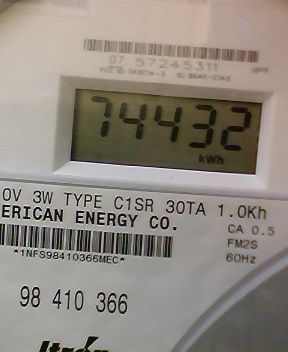 07 57245311
74432
kWh
0V 3W TYPE C1SR 30TA 1.0Kh
ERICAN ENERGY CO.
CA 0.5
FM2S
*1NFS98410366MEC*
60Hz
98 410 366
Itrón